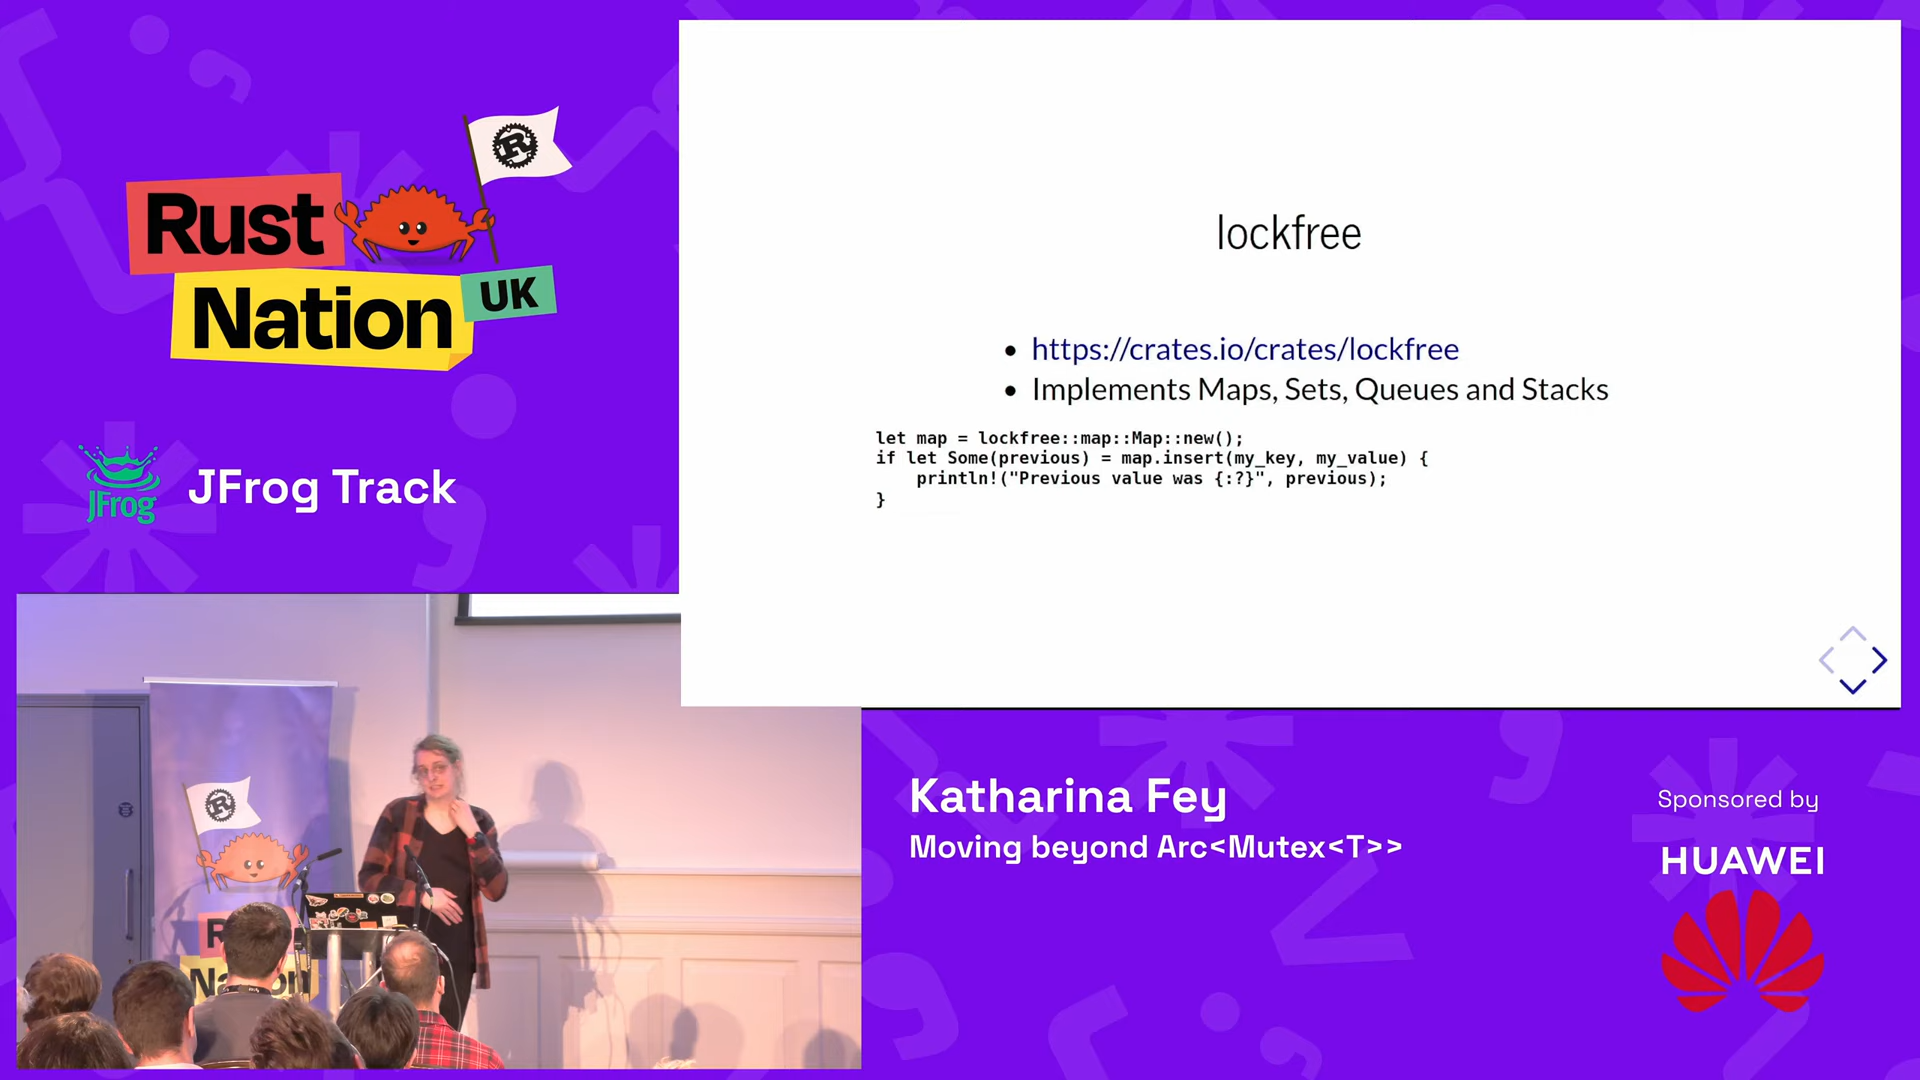 Rust
Nation
UK
JFrog
JFrog Track
lockfree
• https://crates.io/crates/lockfree
• Implements Maps, Sets, Queues and Stacks
let map = lockfree::map::Map::new();
if let Some(previous) = map.insert(my_key, my_value) {
    println!("Previous value was {:?}", previous);
}
Katharina Fey
Moving beyond Arc<Mutex<T>>
Sponsored by
HUAWEI